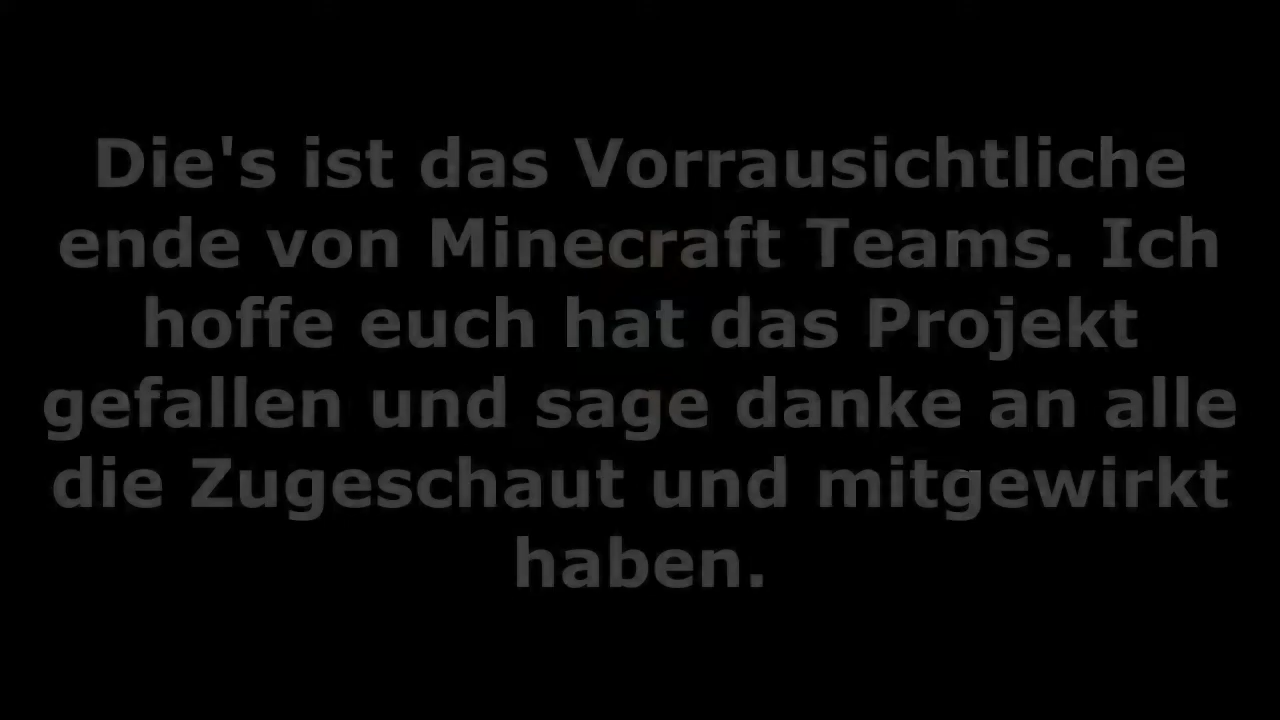 Die's ist das Vorrausichtliche
ende von Minecraft Teams. Ich
hoffe euch hat das Projekt
gefallen und sage danke an alle
die Zugeschaut und mitgewirkt
haben.